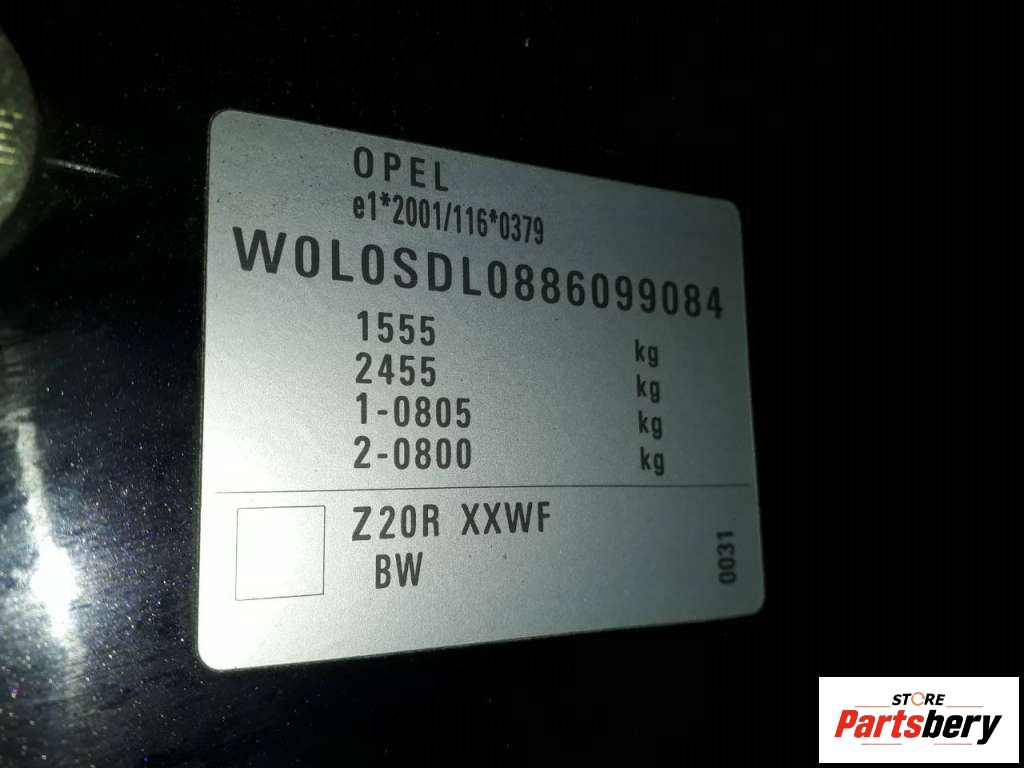 OPEL
e1*2001/116*0379
W0L0SDL0886099084
1555 kg
2455 kg
1-0805 kg
2-0800 kg
Z20R XXWF
BW
0031
STORE
Partsbery